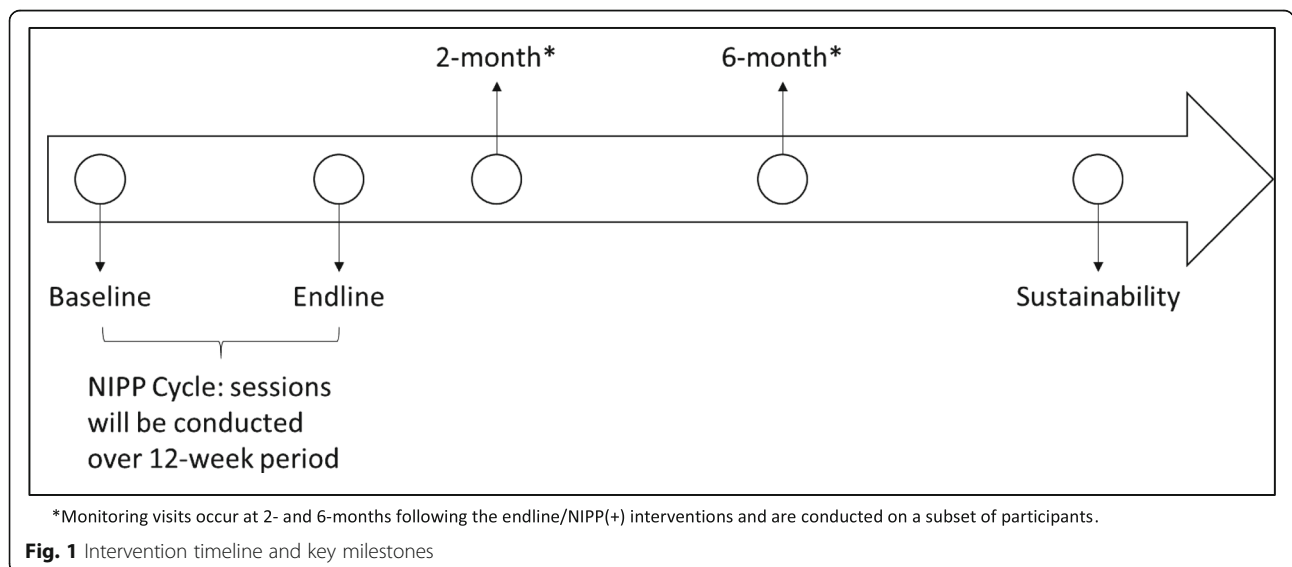 2-month*
6-month*
Baseline
Endline
Sustainability
NIPP Cycle: sessions
will be conducted
over 12-week period
*Monitoring visits occur at 2- and 6-months following the endline/NIPP(+) interventions and are conducted on a subset of participants.
Fig. 1 Intervention timeline and key milestones